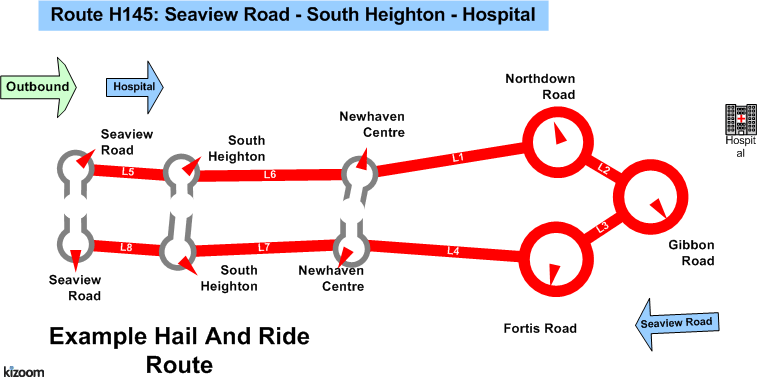 Route H145: Seaview Road - South Heighton - Hospital
Outbound
Hospital
Seaview
Road
South
Heighton
Newhaven
Centre
Northdown
Road
Hospit
al
L5
L6
L1
L2
L3
L8
L7
L4
Seaview
Road
South
Heighton
Newhaven
Centre
Fortis Road
Gibbon
Road
Seaview Road
Example Hail And Ride
Route
kizoom